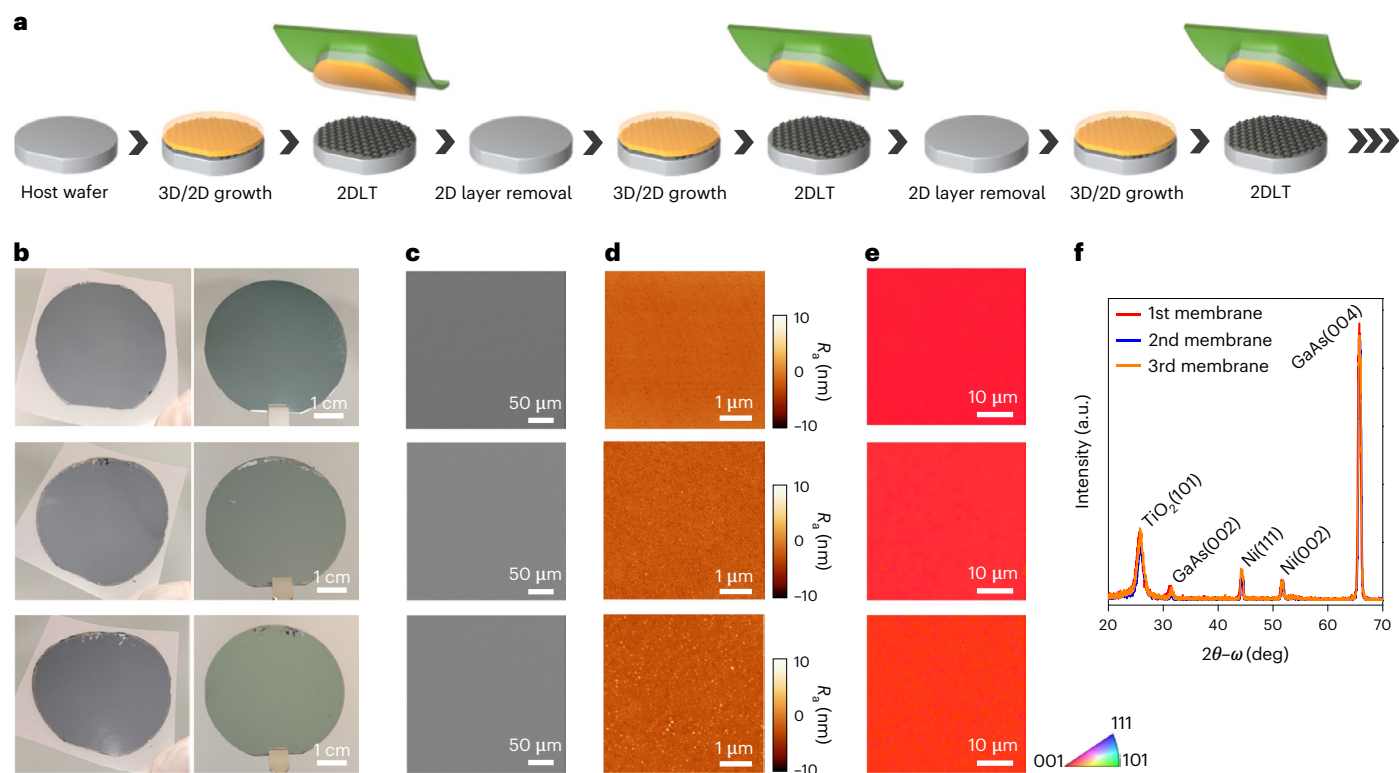 a
Host wafer
3D/2D growth
2DLT
2D layer removal
3D/2D growth
2DLT
2D layer removal
3D/2D growth
2DLT
b
1 cm
1 cm
1 cm
c
50 µm
50 µm
50 µm
d
1 µm
10
0
–10
Rₐ (nm)
1 µm
10
0
–10
Rₐ (nm)
1 µm
10
0
–10
Rₐ (nm)
e
10 µm
10 µm
10 µm
001
111
101
f
1st membrane
2nd membrane
3rd membrane
TiO₂(101)
GaAs(002)
Ni(111)
Ni(002)
GaAs(004)
Intensity (a.u.)
20 30 40 50 60 70
2θ–ω (deg)